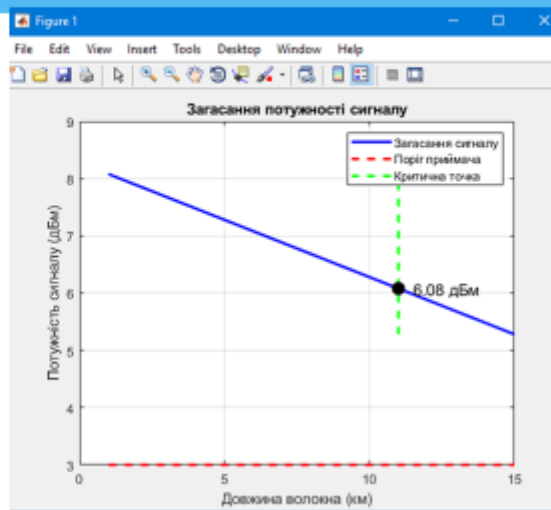 Figure 1
File Edit View Insert Tools Desktop Window Help
Загасання потужності сигналу
9
8
7
6
5
4
3
Потужність сигналу (дБм)
Загасання сигналу
Поріг приймача
Критична точка
6.08 дБм
0 5 10 15
Довжина волокна (км)